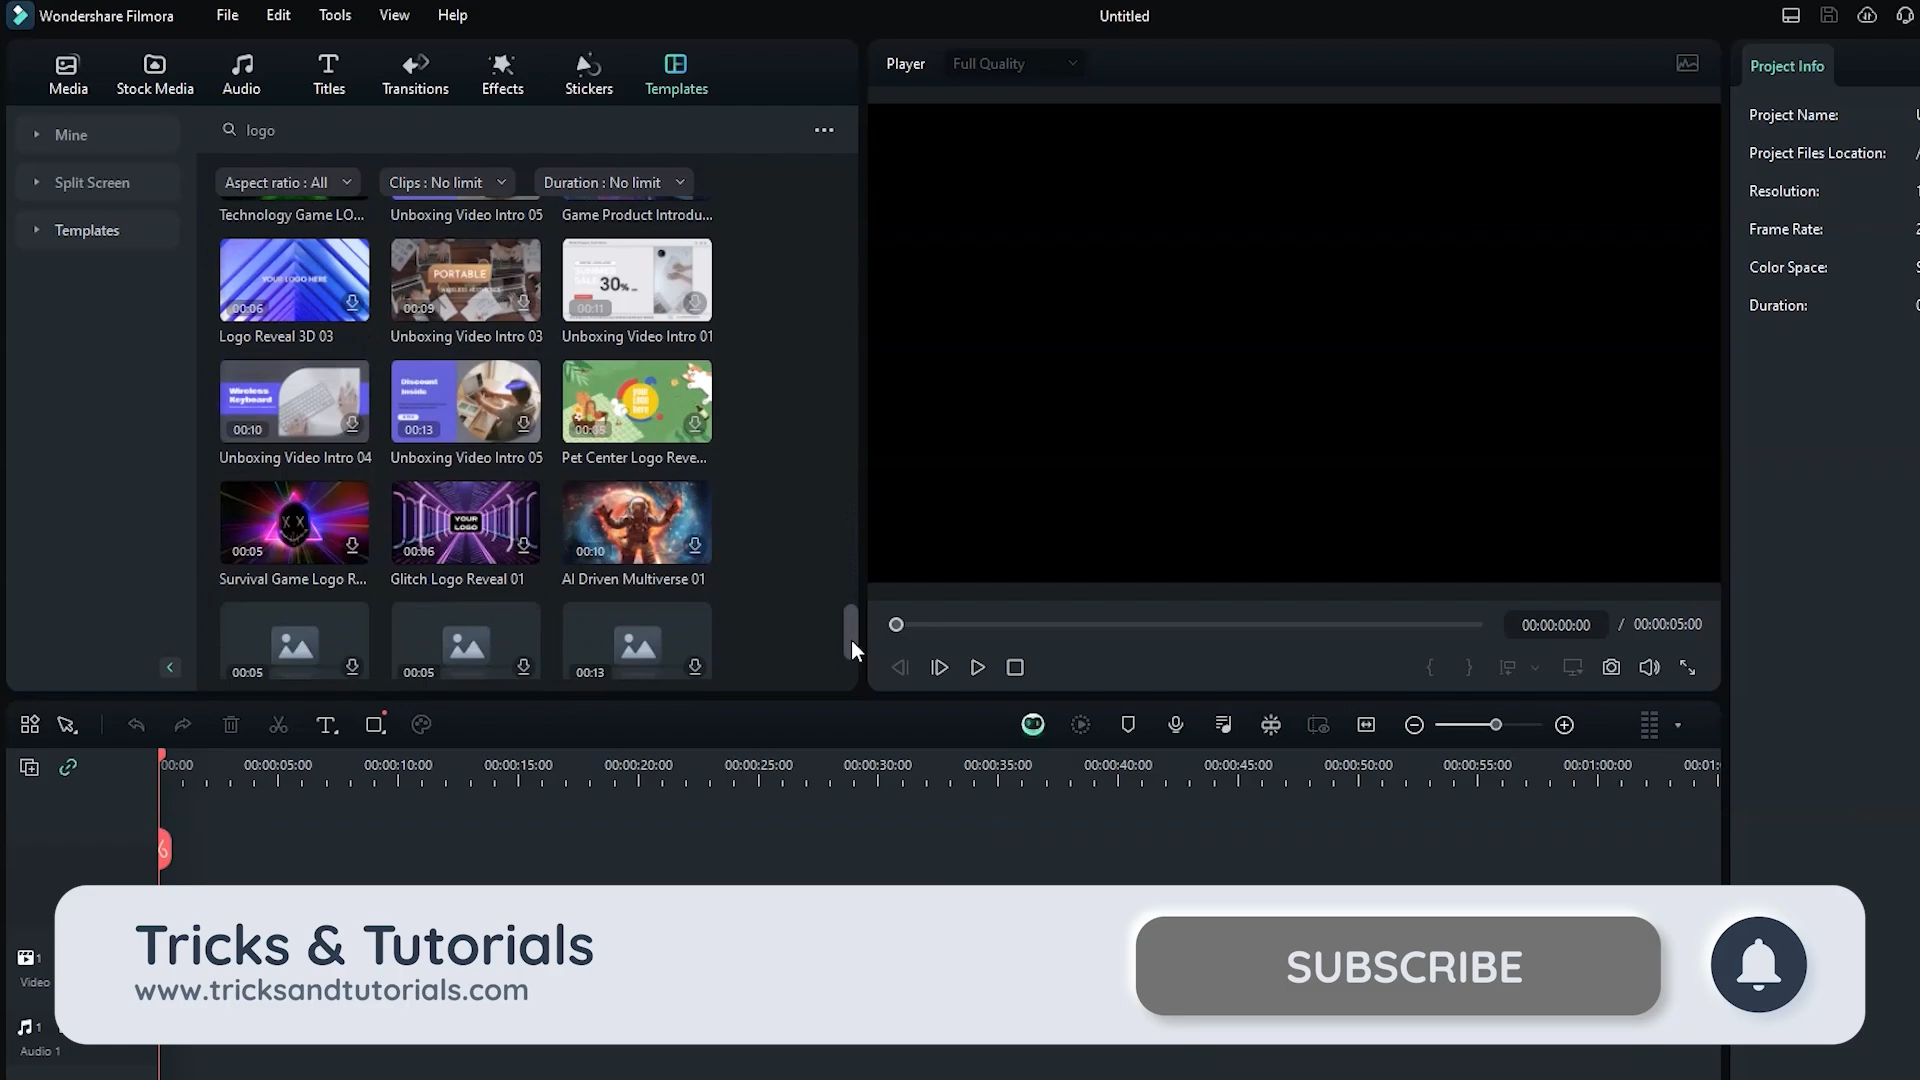 Wondershare Filmora
File
Edit
Tools
View
Help
Untitled
Media
Stock Media
Audio
Titles
Transitions
Effects
Stickers
Templates
Player
Full Quality
Project Info
Mine
Split Screen
Templates
logo
Aspect ratio : All
Clips : No limit
Duration : No limit
Technology Game LO...
Unboxing Video Intro 05
Game Product Introdu...
YOUR LOGO HERE
00:06
PORTABLE
00:09
30%
00:11
Logo Reveal 3D 03
Unboxing Video Intro 03
Unboxing Video Intro 01
Wireless
Keyboard
00:10
Discount
Inside
00:13
your
logo
here
Unboxing Video Intro 04
Unboxing Video Intro 05
Pet Center Logo Reve...
00:05
YOUR
LOGO
00:06
00:10
Survival Game Logo R...
Glitch Logo Reveal 01
AI Driven Multiverse 01
00:05
00:05
00:13
Project Name:
Project Files Location:
Resolution:
Frame Rate:
Color Space:
Duration:
00:00:00:00 / 00:00:05:00
00:00
00:00:05:00
00:00:10:00
00:00:15:00
00:00:20:00
00:00:25:00
00:00:30:00
00:00:35:00
00:00:40:00
00:00:45:00
00:00:50:00
00:00:55:00
00:01:00:00
00:01:
1
Video
1
Audio 1
Tricks & Tutorials
www.tricksandtutorials.com
SUBSCRIBE